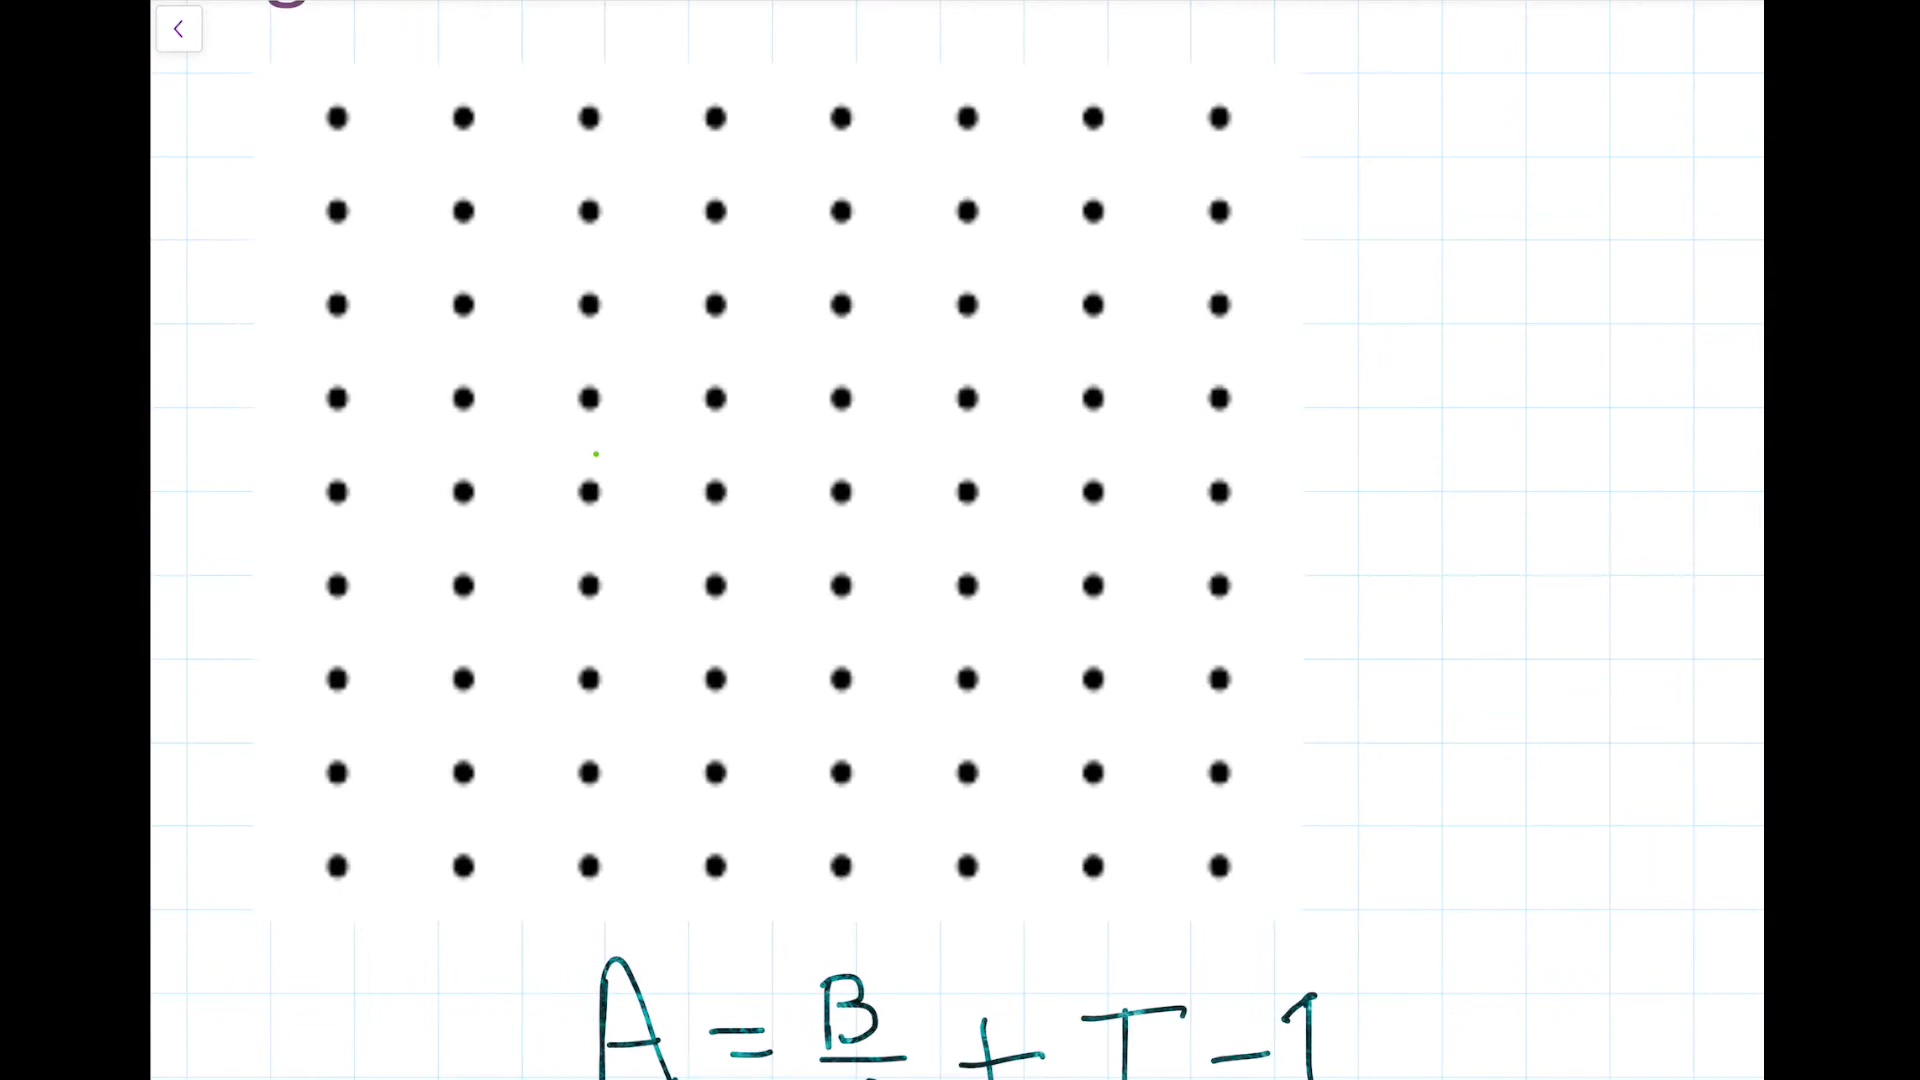 A = B + I - 1